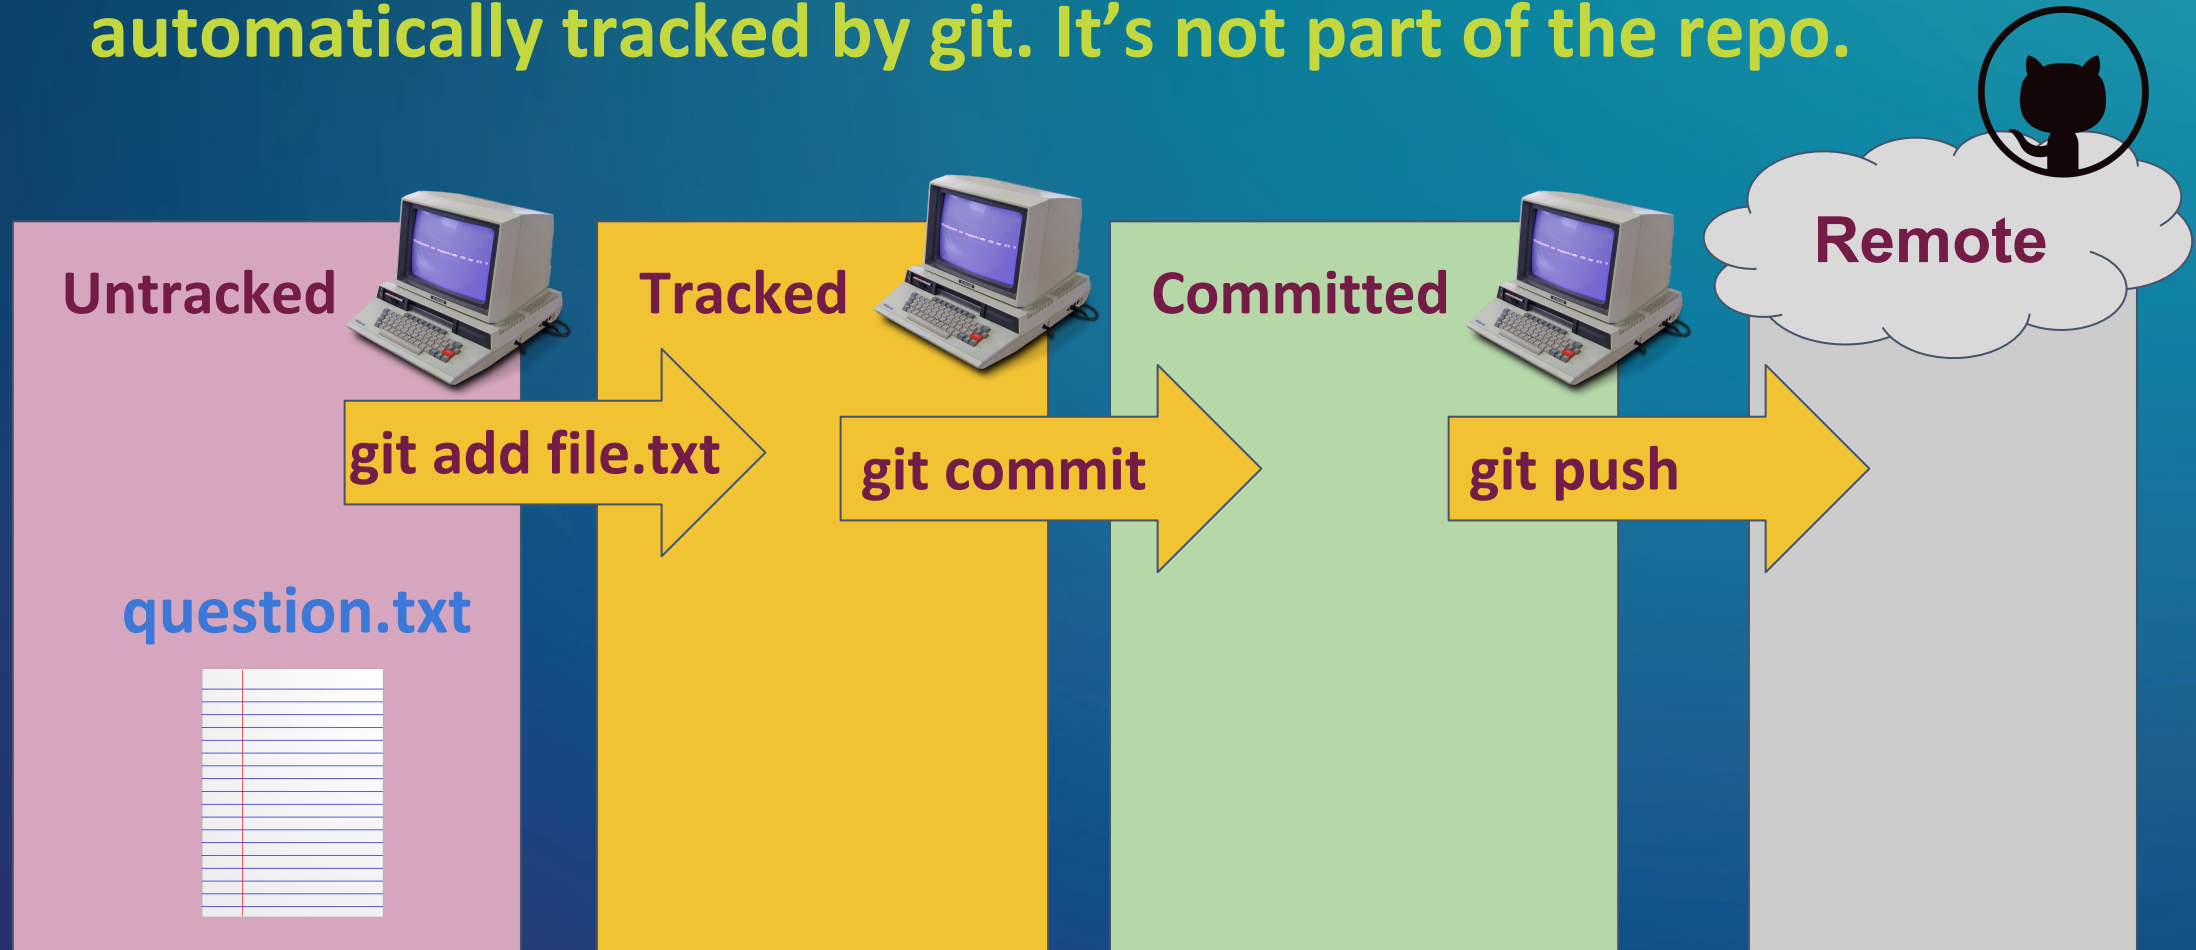 automatically tracked by git. It’s not part of the repo.
Untracked
Tracked
Committed
Remote
git add file.txt
git commit
git push
question.txt